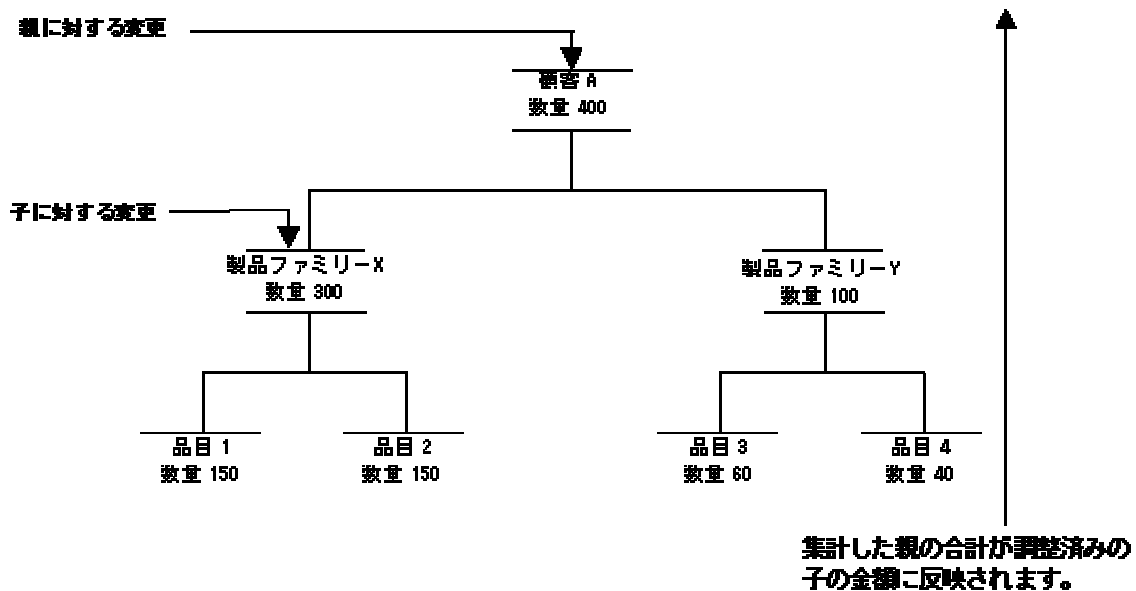 親に対する変更
顧客 A
数量 400
子に対する変更
製品ファミリーX
数量 300
製品ファミリーY
数量 100
品目 1
数量 150
品目 2
数量 150
品目 3
数量 60
品目 4
数量 40
集計した親の合計が調整済みの
子の金額に反映されます。